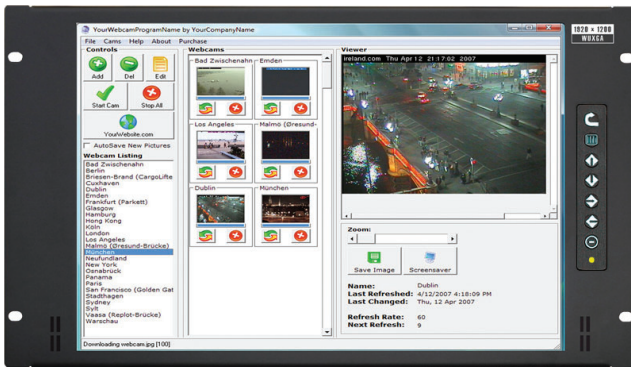 YourWebcamProgramName by YourCompanyName
File Cams Help About Purchase
Controls
Add Del Edit
Start Cam Stop All
YourWebsite.com
AutoSave New Pictures
Webcam Listing
Bad Zwischenahn
Berlin
Briesen-Brand (CargoLifte
Cuxhaven
Dublin
Emden
Frankfurt (Parkett)
Glasgow
Hamburg
Hong Kong
Köln
London
Los Angeles
Malmö (Øresund-Brücke)
München
Neufundland
New York
Osnabrück
Panama
Paris
San Francisco (Golden Gat
Stadthagen
Sydney
Sylt
Vaasa (Replot-Brücke)
Warschau
Webcams
Bad Zwischenahn Emden
Los Angeles Malmö (Øresund-
Dublin München
Viewer
ireland.com Thu Apr 12 21:17:02 2007
Zoom:
Save Image Screensaver
Name: Dublin
Last Refreshed: 4/12/2007 4:18:09 PM
Last Changed: Thu, 12 Apr 2007
Refresh Rate: 60
Next Refresh: 9
Downloading webcam.jpg [100]
1920 x 1200
WUXGA